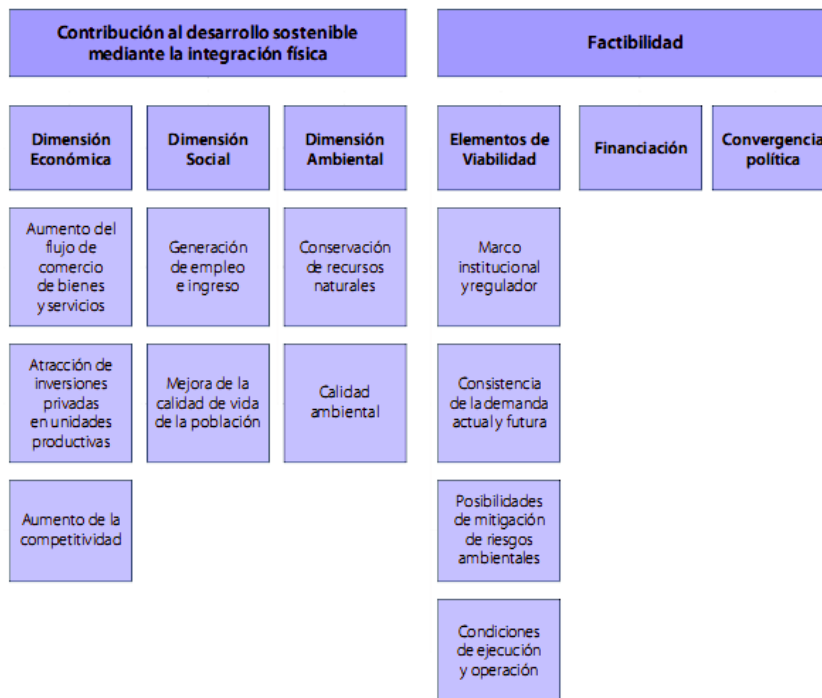 Contribución al desarrollo sostenible
mediante la integración física
Factibilidad
Dimensión
Económica
Dimensión
Social
Dimensión
Ambiental
Elementos de
Viabilidad
Financiación
Convergencia
política
Aumento del
flujo de
comercio
de bienes
y servicios
Generación
de empleo
e ingreso
Conservación
de recursos
naturales
Marco
institucional
y regulador
Atracción de
inversiones
privadas
en unidades
productivas
Mejora de la
calidad de vida
de la población
Calidad
ambiental
Consistencia
de la demanda
actual y futura
Aumento de la
competitividad
Posibilidades
de mitigación
de riesgos
ambientales
Condiciones
de ejecución
y operación